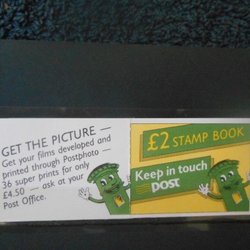 GET THE PICTURE —
Get your films developed and
printed through Postphoto —
36 super prints for only
£4.50 — ask at your
Post Office.
£2 STAMP BOOK
Keep in touch
POST